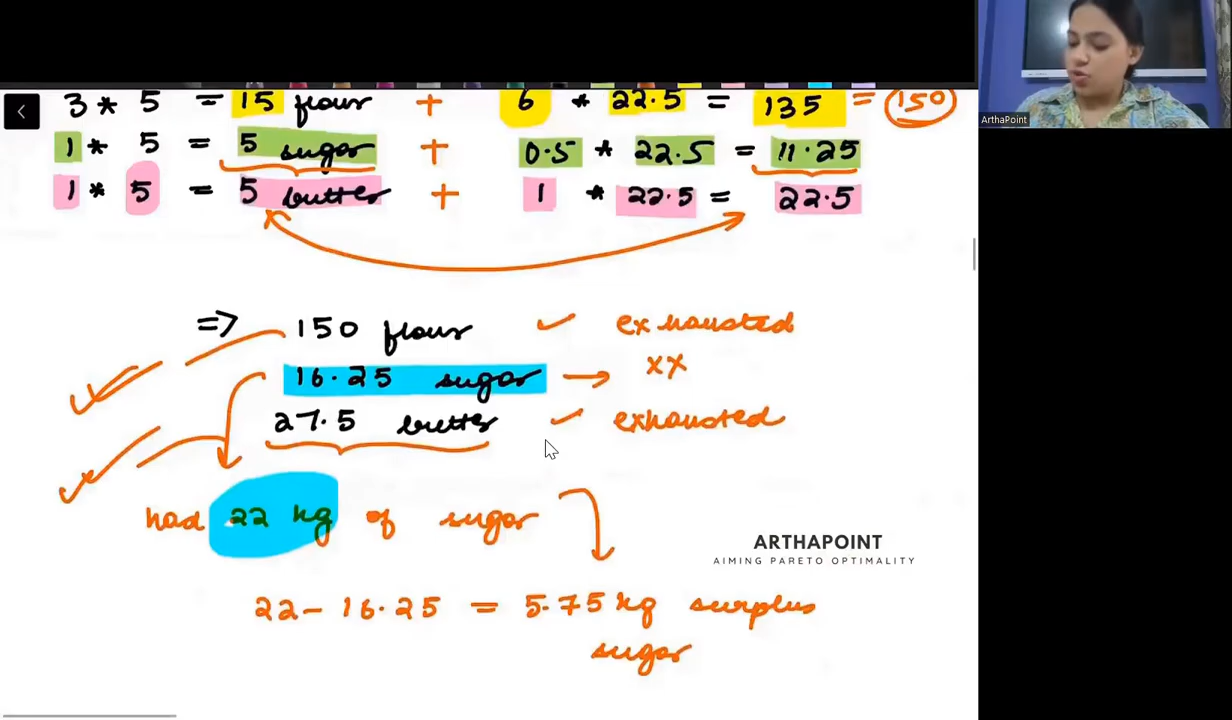 3 * 5 = 15 flour + 6 * 22.5 = 135 = 150
1 * 5 = 5 sugar + 0.5 * 22.5 = 11.25
1 * 5 = 5 butter + 1 * 22.5 = 22.5
ArthaPoint
=> 150 flour ✓ exhausted
16.25 sugar → xx
27.5 butter ✓ exhausted
had 22 kg of sugar
ARTHAPOINT
AIMING PARETO OPTIMALITY
22 - 16.25 = 5.75 kg surplus
sugar